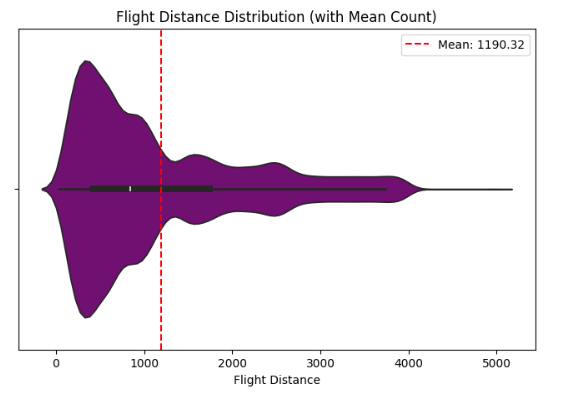 Flight Distance Distribution (with Mean Count)
Mean: 1190.32
0 1000 2000 3000 4000 5000
Flight Distance